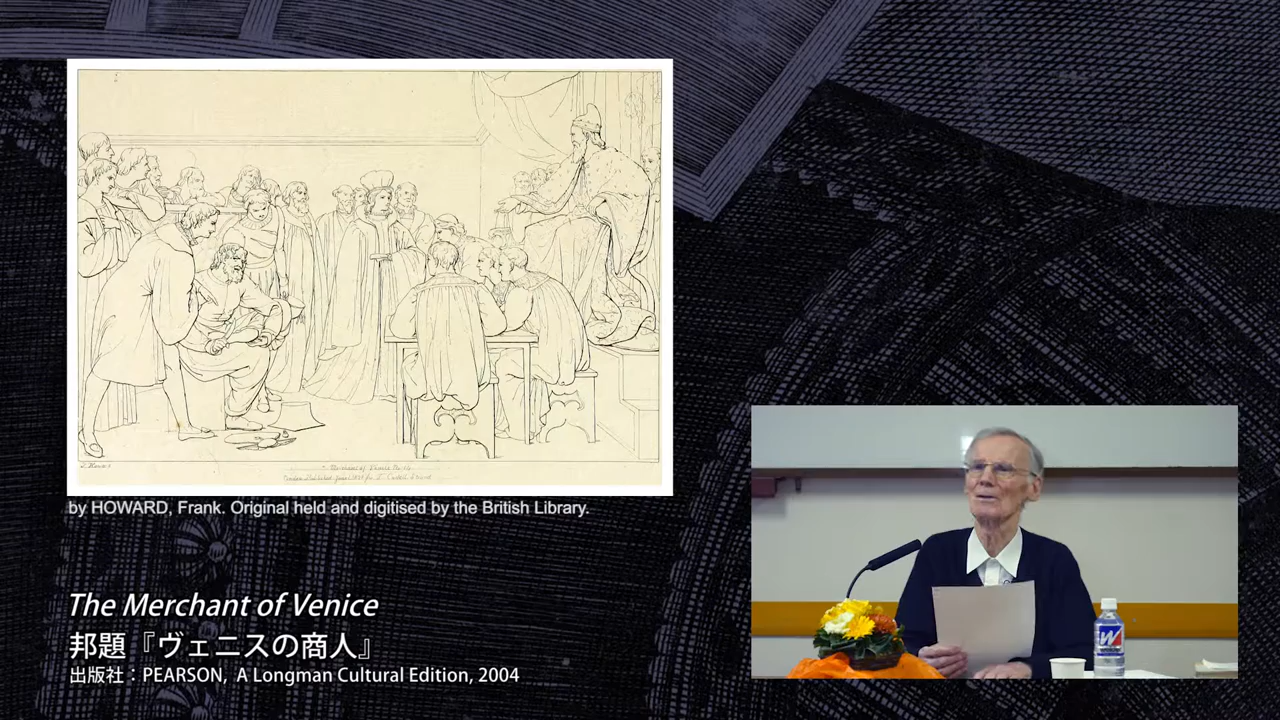 by HOWARD, Frank. Original held and digitised by the British Library.
The Merchant of Venice
邦題『ヴェニスの商人』
出版社：PEARSON, A Longman Cultural Edition, 2004
W